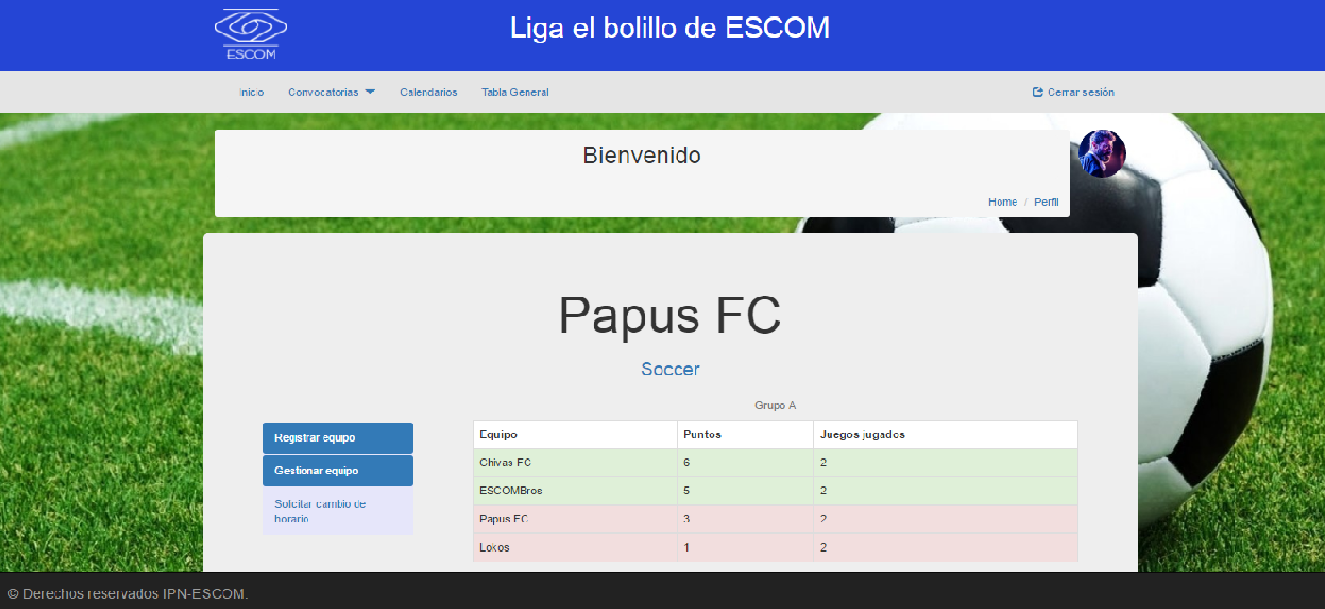 ESCOM
Liga el bolillo de ESCOM
Inicio Convocatorias Calendarios Tabla General Cerrar sesión
Bienvenido
Home / Perfil
Papus FC
Soccer
Grupo A
Registrar equipo
Gestionar equipo
Solicitar cambio de
horario
Equipo Puntos Juegos jugados
Chivas FC 6 2
ESCOMBros 5 2
Papus FC 3 2
Lokos 1 2
© Derechos reservados IPN-ESCOM.